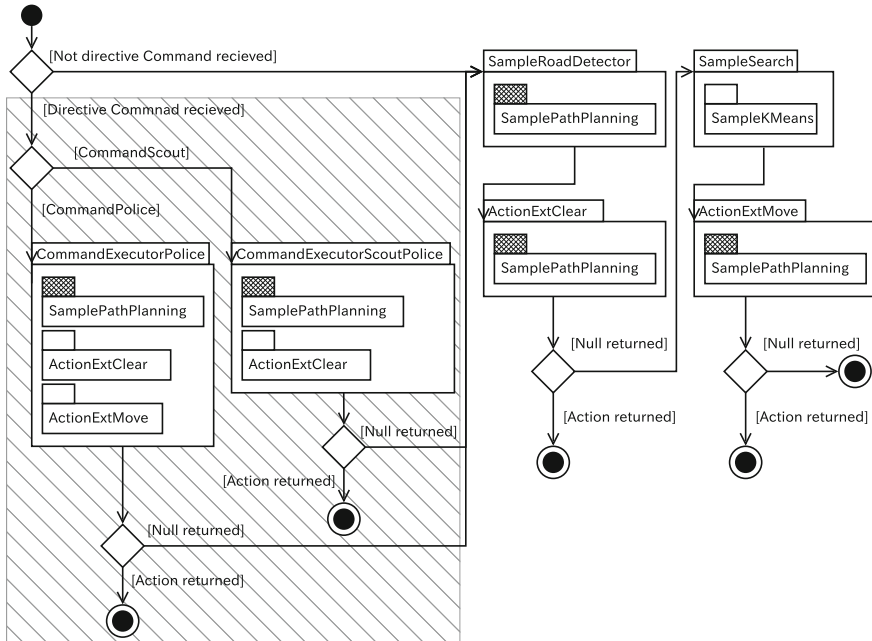 [Not directive Command recieved]
[Directive Commnad recieved]
[CommandScout]
[CommandPolice]
CommandExecutorPolice
SamplePathPlanning
ActionExtClear
ActionExtMove
CommandExecutorScoutPolice
SamplePathPlanning
ActionExtClear
[Null returned]
[Action returned]
[Null returned]
[Action returned]
SampleRoadDetector
SamplePathPlanning
ActionExtClear
SamplePathPlanning
[Null returned]
[Action returned]
SampleSearch
SampleKMeans
ActionExtMove
SamplePathPlanning
[Null returned]
[Action returned]